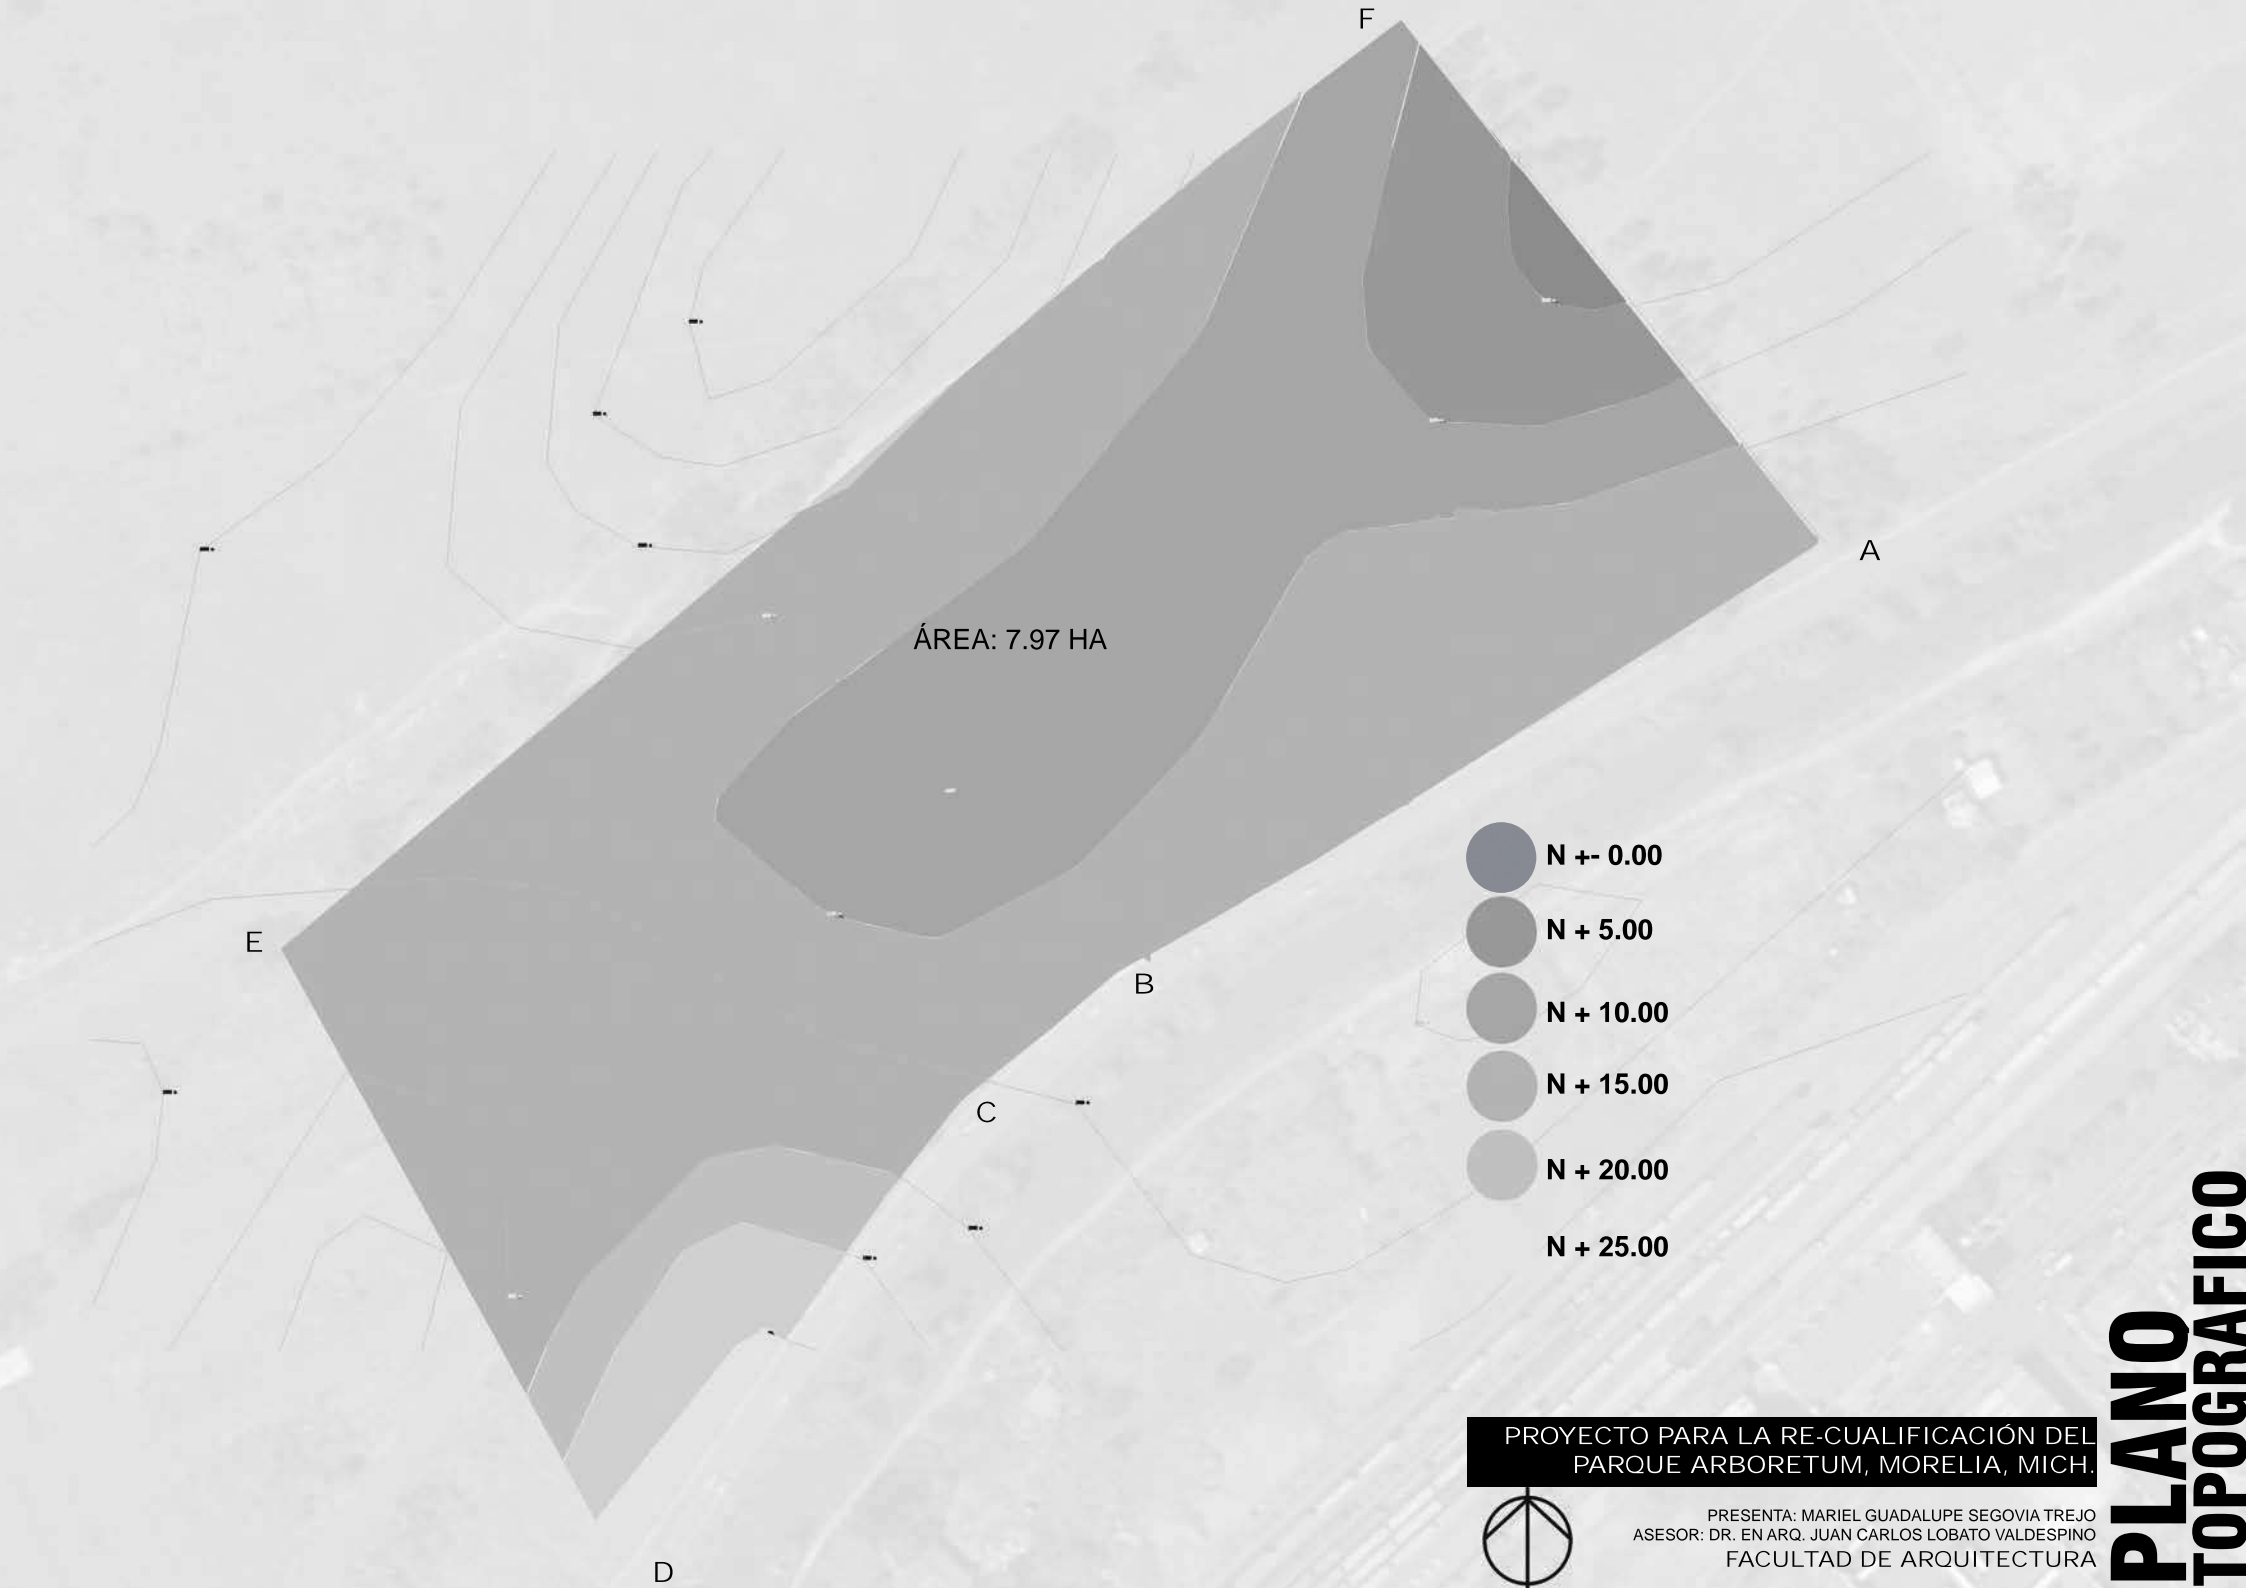 F
A
ÁREA: 7.97 HA
E
B
C
D
N +- 0.00
N + 5.00
N + 10.00
N + 15.00
N + 20.00
N + 25.00
PROYECTO PARA LA RE-CUALIFICACIÓN DEL
PARQUE ARBORETUM, MORELIA, MICH.
PRESENTA: MARIEL GUADALUPE SEGOVIA TREJO
ASESOR: DR. EN ARQ. JUAN CARLOS LOBATO VALDESPINO
FACULTAD DE ARQUITECTURA
PLANO
TOPOGRAFICO